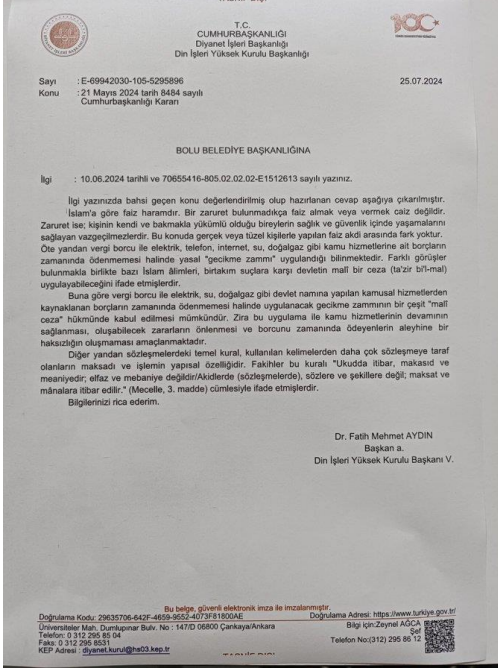 T.C.
CUMHURBAŞKANLIĞI
Diyanet İşleri Başkanlığı
Din İşleri Yüksek Kurulu Başkanlığı
Sayı : E-69942030-105-5295896 25.07.2024
Konu : 21 Mayıs 2024 tarih 8484 sayılı
Cumhurbaşkanlığı Kararı
BOLU BELEDİYE BAŞKANLIĞINA
İlgi : 10.06.2024 tarihli ve 70655416-805.02.02.02-E1512613 sayılı yazınız.
İlgi yazınızda bahsi geçen konu değerlendirilmiş olup hazırlanan cevap aşağıya çıkarılmıştır.
İslam'a göre faiz haramdır. Bir zaruret bulunmadıkça faiz almak veya vermek caiz değildir.
Zaruret ise; kişinin kendi ve bakmakla yükümlü olduğu bireylerin sağlık ve güvenlik içinde yaşamalarını
sağlayan vazgeçilmezlerdir. Bu konuda gerçek veya tüzel kişilerle yapılan faiz akdi arasında fark yoktur.
Öte yandan vergi borcu ile elektrik, telefon, internet, su, doğalgaz gibi kamu hizmetlerine ait borçların
zamanında ödenmemesi halinde yasal "gecikme zammı" uygulandığı bilinmektedir. Farklı görüşler
bulunmakla birlikte bazı İslam âlimleri, birtakım suçlara karşı devletin malî bir ceza (ta'zir bi'l-mal)
uygulayabileceğini ifade etmişlerdir.
Buna göre vergi borcu ile elektrik, su, doğalgaz gibi devlet namına yapılan kamusal hizmetlerden
kaynaklanan borçların zamanında ödenmemesi halinde uygulanacak gecikme zammının bir çeşit "malî
ceza" hükmünde kabul edilmesi mümkündür. Zira bu uygulama ile kamu hizmetlerinin devamının
sağlanması, oluşabilecek zararların önlenmesi ve borcunu zamanında ödeyenlerin aleyhine bir
haksızlığın oluşmaması amaçlanmaktadır.
Diğer yandan sözleşmelerdeki temel kural, kullanılan kelimelerden daha çok sözleşmeye taraf
olanların maksadı ve işlemin yapısal özelliğidir. Fakihler bu kuralı "Ukudda itibar, makasıd ve
meaniyedir; elfaz ve mebaniye değildir/Akidlerde (sözleşmelerde), sözlere ve şekillere değil; maksat ve
mânalara itibar edilir." (Mecelle, 3. madde) cümlesiyle ifade etmişlerdir.
Bilgilerinizi rica ederim.
Dr. Fatih Mehmet AYDIN
Başkan a.
Din İşleri Yüksek Kurulu Başkanı V.
Bu belge, güvenli elektronik imza ile imzalanmıştır.
Doğrulama Kodu: 29635706-642F-4659-9552-4073F81800AE Doğrulama Adresi: https://www.turkiye.gov.tr/
Üniversiteler Mah. Dumlupınar Bulv. No : 147/D 06800 Çankaya/Ankara Bilgi için:Zeynel AĞCA
Telefon: 0 312 295 85 04 Şef
Faks: 0 312 295 8531 Telefon No:(312) 295 86 12
KEP Adresi : diyanet.kurul@hs03.kep.tr